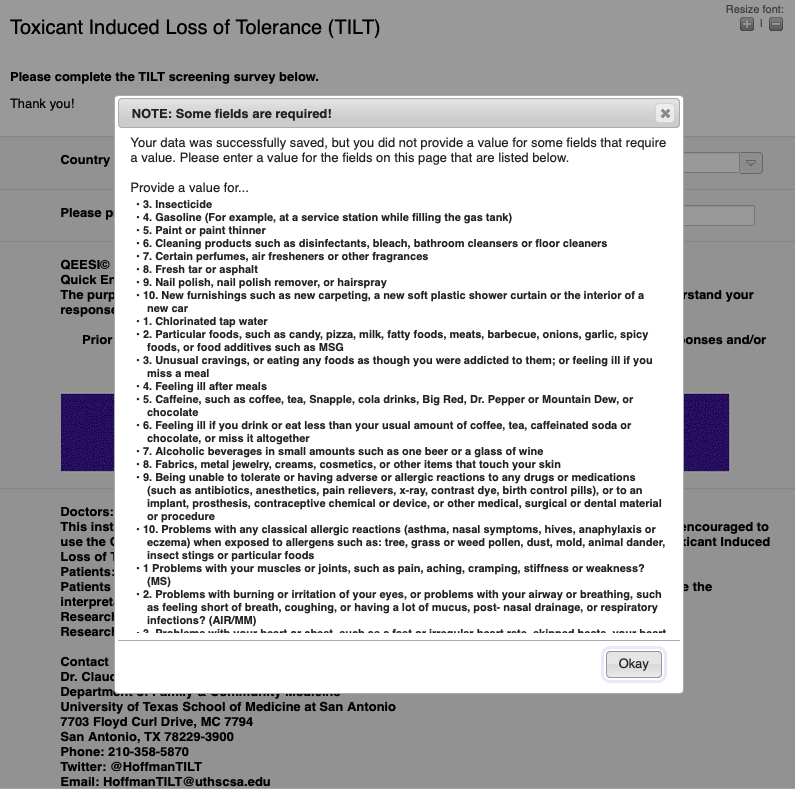 Resize font:
Toxicant Induced Loss of Tolerance (TILT)
Please complete the TILT screening survey below.
Thank you!
NOTE: Some fields are required!
Your data was successfully saved, but you did not provide a value for some fields that require
a value. Please enter a value for the fields on this page that are listed below.
Provide a value for...
• 3. Insecticide
• 4. Gasoline (For example, at a service station while filling the gas tank)
• 5. Paint or paint thinner
• 6. Cleaning products such as disinfectants, bleach, bathroom cleansers or floor cleaners
• 7. Certain perfumes, air fresheners or other fragrances
• 8. Fresh tar or asphalt
• 9. Nail polish, nail polish remover, or hairspray
• 10. New furnishings such as new carpeting, a new soft plastic shower curtain or the interior of a
new car
• 1. Chlorinated tap water
• 2. Particular foods, such as candy, pizza, milk, fatty foods, meats, barbecue, onions, garlic, spicy
foods, or food additives such as MSG
• 3. Unusual cravings, or eating any foods as though you were addicted to them; or feeling ill if you
miss a meal
• 4. Feeling ill after meals
• 5. Caffeine, such as coffee, tea, Snapple, cola drinks, Big Red, Dr. Pepper or Mountain Dew, or
chocolate
• 6. Feeling ill if you drink or eat less than your usual amount of coffee, tea, caffeinated soda or
chocolate, or miss it altogether
• 7. Alcoholic beverages in small amounts such as one beer or a glass of wine
• 8. Fabrics, metal jewelry, creams, cosmetics, or other items that touch your skin
• 9. Being unable to tolerate or having adverse or allergic reactions to any drugs or medications
(such as antibiotics, anesthetics, pain relievers, x-ray, contrast dye, birth control pills), or to an
implant, prosthesis, contraceptive chemical or device, or other medical, surgical or dental material
or procedure
• 10. Problems with any classical allergic reactions (asthma, nasal symptoms, hives, anaphylaxis or
eczema) when exposed to allergens such as: tree, grass or weed pollen, dust, mold, animal dander,
insect stings or particular foods
• 1 Problems with your muscles or joints, such as pain, aching, cramping, stiffness or weakness?
(MS)
• 2. Problems with burning or irritation of your eyes, or problems with your airway or breathing, such
as feeling short of breath, coughing, or having a lot of mucus, post- nasal drainage, or respiratory
infections? (AIR/MM)
• 3. Problems with your heart or chest, such as a fast or irregular heart rate, skipped beats, your heart
Okay
Country
Please p
QEESI©
Quick En
The purp rstand your
response
Prior onses and/or
Doctors:
This inst encouraged to
use the xicant Induced
Loss of T
Patients:
Patients e the
interpret
Research
Research
Contact
Dr. Clauc
Department of Family & Community Medicine
University of Texas School of Medicine at San Antonio
7703 Floyd Curl Drive, MC 7794
San Antonio, TX 78229-3900
Phone: 210-358-5870
Twitter: @HoffmanTILT
Email: HoffmanTILT@uthscsa.edu